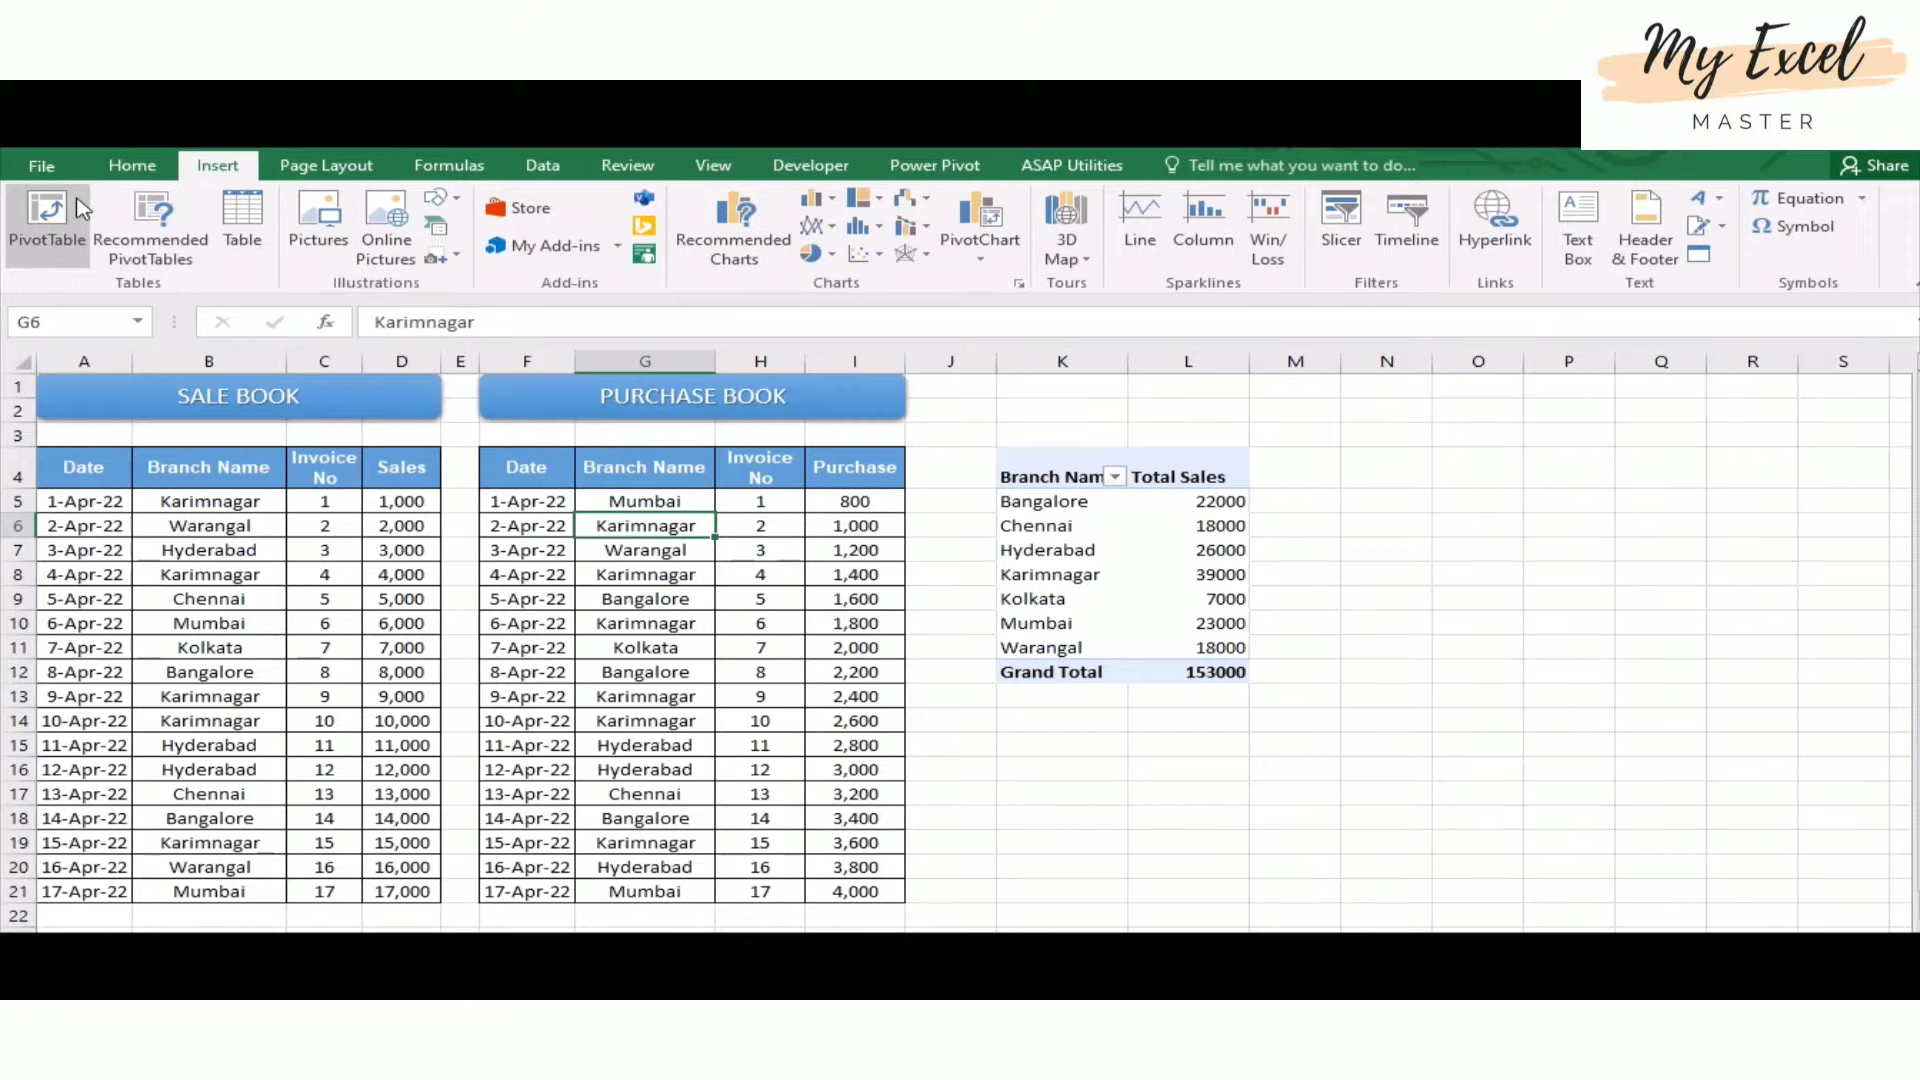 My Excel
MASTER
File Home Insert Page Layout Formulas Data Review View Developer Power Pivot ASAP Utilities Tell me what you want to do... Share
PivotTable Recommended PivotTables Table Pictures Online Pictures Store My Add-ins Recommended Charts PivotChart 3D Map Line Column Win/Loss Slicer Timeline Hyperlink Text Box Header & Footer Equation Symbol
Tables Illustrations Add-ins Charts Tours Sparklines Filters Links Text Symbols
G6 fx Karimnagar
A B C D E F G H I J K L M N O P Q R S
1 SALE BOOK PURCHASE BOOK
2
3
4 Date Branch Name Invoice No Sales Date Branch Name Invoice No Purchase Branch Nam Total Sales
5 1-Apr-22 Karimnagar 1 1,000 1-Apr-22 Mumbai 1 800 Bangalore 22000
6 2-Apr-22 Warangal 2 2,000 2-Apr-22 Karimnagar 2 1,000 Chennai 18000
7 3-Apr-22 Hyderabad 3 3,000 3-Apr-22 Warangal 3 1,200 Hyderabad 26000
8 4-Apr-22 Karimnagar 4 4,000 4-Apr-22 Karimnagar 4 1,400 Karimnagar 39000
9 5-Apr-22 Chennai 5 5,000 5-Apr-22 Bangalore 5 1,600 Kolkata 7000
10 6-Apr-22 Mumbai 6 6,000 6-Apr-22 Karimnagar 6 1,800 Mumbai 23000
11 7-Apr-22 Kolkata 7 7,000 7-Apr-22 Kolkata 7 2,000 Warangal 18000
12 8-Apr-22 Bangalore 8 8,000 8-Apr-22 Bangalore 8 2,200 Grand Total 153000
13 9-Apr-22 Karimnagar 9 9,000 9-Apr-22 Karimnagar 9 2,400
14 10-Apr-22 Karimnagar 10 10,000 10-Apr-22 Karimnagar 10 2,600
15 11-Apr-22 Hyderabad 11 11,000 11-Apr-22 Hyderabad 11 2,800
16 12-Apr-22 Hyderabad 12 12,000 12-Apr-22 Hyderabad 12 3,000
17 13-Apr-22 Chennai 13 13,000 13-Apr-22 Chennai 13 3,200
18 14-Apr-22 Bangalore 14 14,000 14-Apr-22 Bangalore 14 3,400
19 15-Apr-22 Karimnagar 15 15,000 15-Apr-22 Karimnagar 15 3,600
20 16-Apr-22 Warangal 16 16,000 16-Apr-22 Hyderabad 16 3,800
21 17-Apr-22 Mumbai 17 17,000 17-Apr-22 Mumbai 17 4,000
22